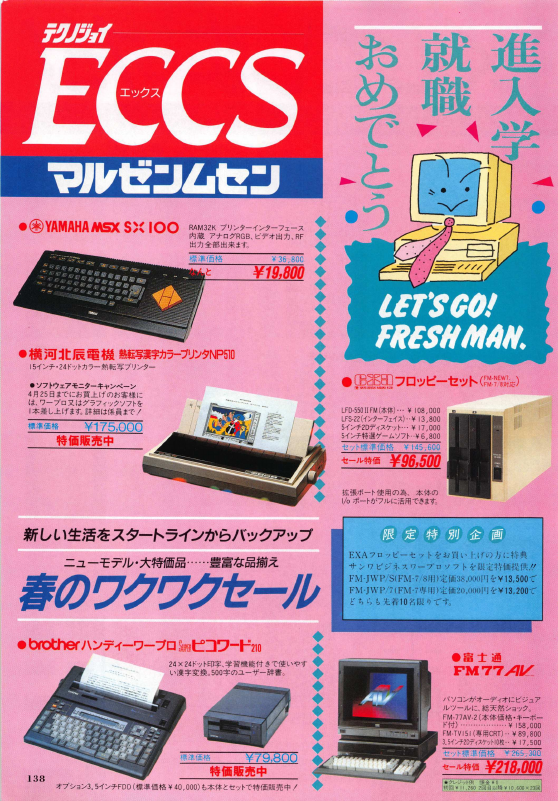 テクノジョイ
ECCS
エックス
マルゼンムセン
進入学
就職
おめでとう
LET'S GO!
FRESH MAN.
●YAMAHA MSX SX100
RAM32K プリンターインターフェース
内蔵 アナログRGB、ビデオ出力、RF
出力全部出来ます。
標準価格 ¥36,800
なんと ¥19,800
●横河北辰電機 熱転写漢字カラープリンタNP510
15インチ・24ドットカラー熱転写プリンター
●ソフトウェアモニターキャンペーン
4月25日までにお買上げのお客様に
は、ワープロ又はグラフィックソフトを
1本差し上げます。詳細は係員まで!
標準価格 ¥175,000
特価販売中
フロッピーセット(FM-NEW7, FM-7/8対応)
LFD-550ⅡFM(本体)… ¥108,000
LFS-22(インターフェイス)… ¥13,800
5インチ2Dディスケット… ¥17,000
5インチ特選ゲームソフト… ¥6,800
セット標準価格 ¥145,600
セール特価 ¥96,500
拡張ポート使用の為、本体の
I/oポートがフルに活用できます。
新しい生活をスタートラインからバックアップ
ニューモデル・大特価品……豊富な品揃え
春のワクワクセール
限定特別企画
EXAフロッピーセットをお買い上げの方に特典
サンワビジネスワープロソフトを限定特価提供!!
FM-JWP/S(FM-7/8用)定価38,000円を¥13,500で
FM-JWP/7(FM-7専用)定価20,000円を¥13,200で
どちらも先着10名限りです。
●brother ハンディーワープロ Super ピコワード210
24×24ドット印字、学習機能付きで使いやす
い漢字変換。500字のユーザー辞書。
標準価格 ¥79,800
特価販売中
オプション3.5インチFDD(標準価格¥40,000)も本体とセットで特価販売中!
●富士通
FM77AV
パソコンがオーディオにビジュア
ルツールに、総天然ショック。
FM-77AV-2(本体価格・キーボー
ド付)… ¥158,000
FM-TV151(専用CRT)… ¥89,800
3.5インチ2Dディスケット10枚… ¥17,500
セット標準価格 ¥265,300
セール特価 ¥218,000
138